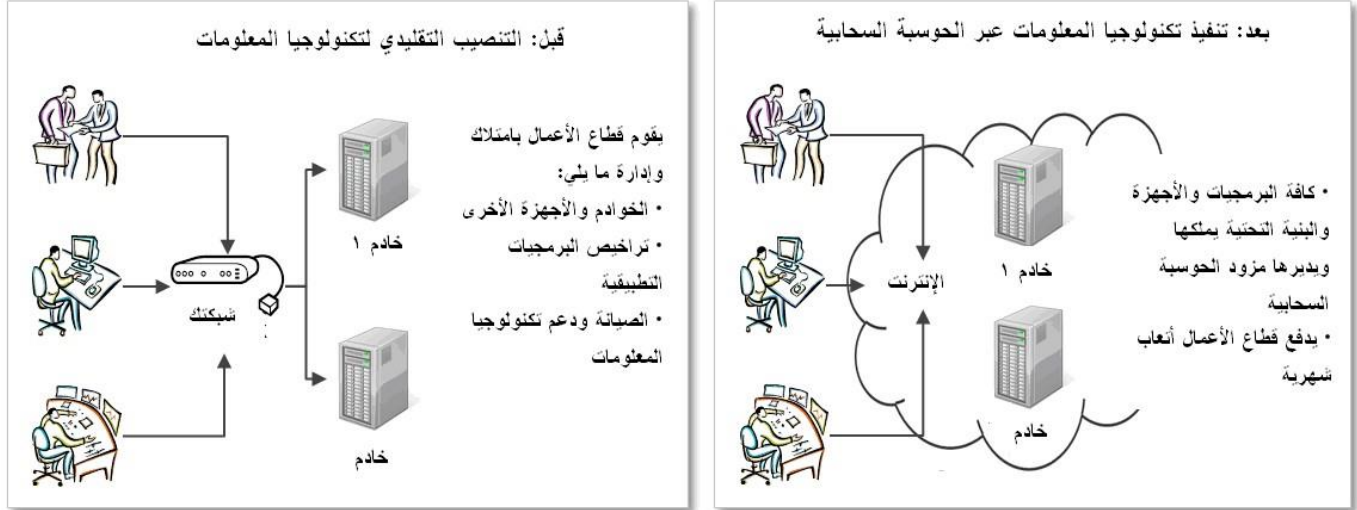 قبل: التنصيب التقليدي لتكنولوجيا المعلومات
يقوم قطاع الأعمال بامتلاك
وإدارة ما يلي:
• الخوادم والأجهزة الأخرى
• تراخيص البرمجيات
التطبيقية
• الصيانة ودعم تكنولوجيا
المعلومات
خادم ١
شبكتك
خادم
بعد: تنفيذ تكنولوجيا المعلومات عبر الحوسبة السحابية
• كافة البرمجيات والأجهزة
والبنية التحتية يملكها
ويديرها مزود الحوسبة
السحابية
• يدفع قطاع الأعمال أتعاب
شهرية
خادم ١
الإنترنت
خادم